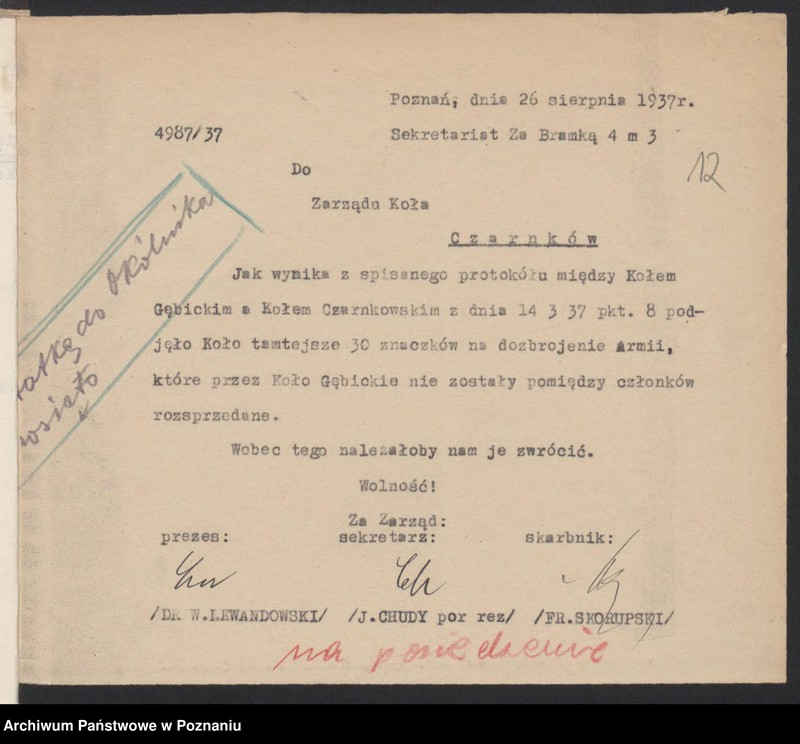 Poznań, dnia 26 sierpnia 1937r.
4987/37
Sekretariat Za Bramką 4 m 3
12
Do
Zarządu Koła
Czarnków
Jak wynika z spisanego protokółu między Kołem
Gębickim a Kołem Czarnkowskim z dnia 14 3 37 pkt. 8 pod-
jęło Koło tamtejsze 30 znaczków na dozbrojenie Armii,
które przez Koło Gębickie nie zostały pomiędzy członków
rozsprzedane.
Wobec tego należałoby nam je zwrócić.
Wolność!
Za Zarząd:
prezes: sekretarz: skarbnik:
/DR W.LEWANDOWSKI/ /J.CHUDY por rez/ /FR.SKORUPSKI/
na posiedzenie
do Okólnika
Archiwum Państwowe w Poznaniu